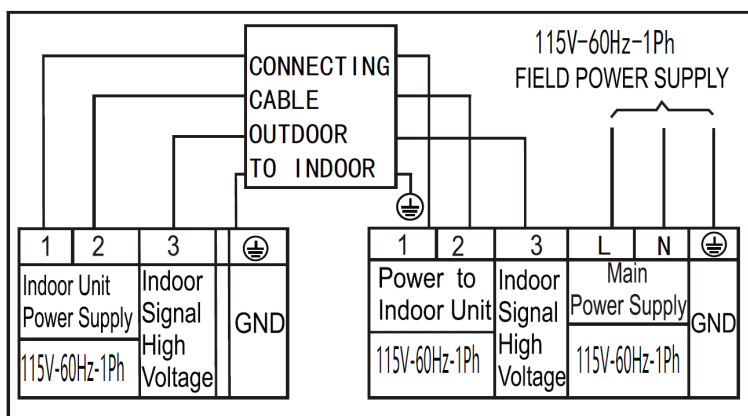 115V-60Hz-1Ph
FIELD POWER SUPPLY
CONNECTING
CABLE
OUTDOOR
TO INDOOR
1 2 3
Indoor Unit
Power Supply
115V-60Hz-1Ph
Indoor
Signal
High
Voltage
GND
1 2 3 L N
Power to
Indoor Unit
115V-60Hz-1Ph
Indoor
Signal
High
Voltage
Main
Power Supply
115V-60Hz-1Ph
GND